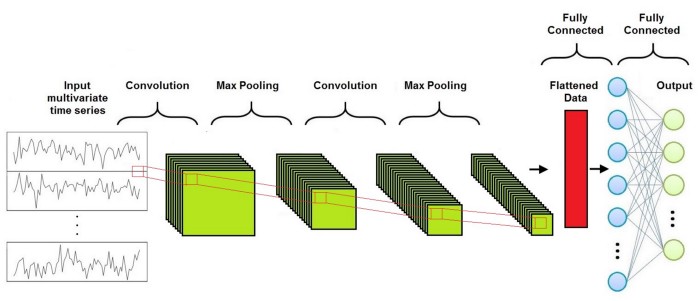 Fully
Connected
Fully
Connected
Input
multivariate
time series
Convolution
Max Pooling
Convolution
Max Pooling
Flattened
Data
Output